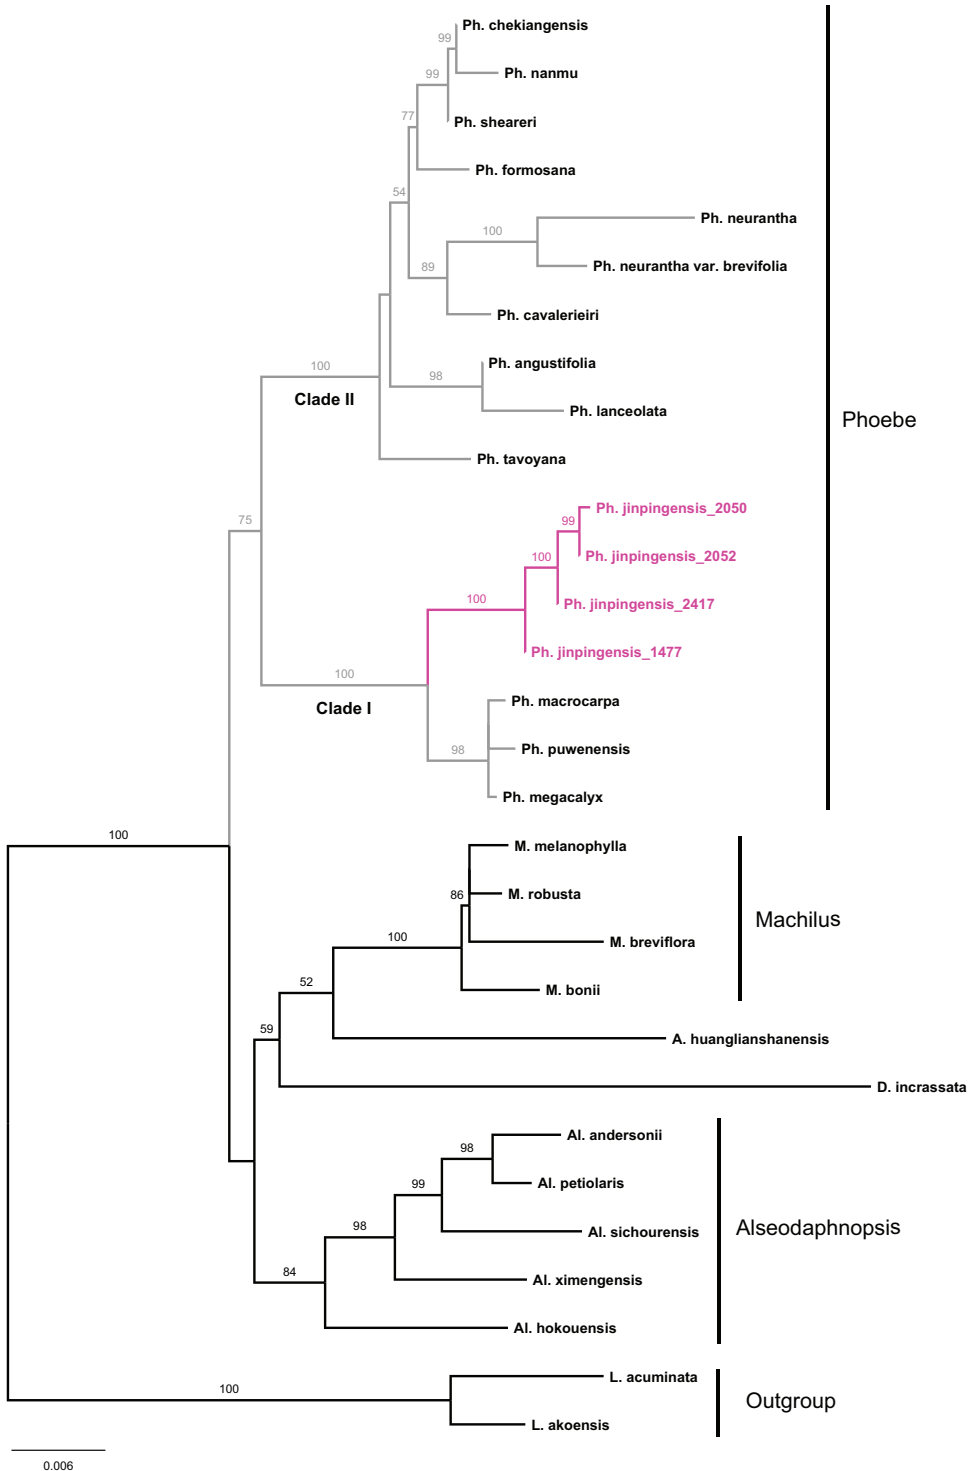 Ph. chekiangensis
99
Ph. nanmu
99
Ph. sheareri
77
Ph. formosana
54
Ph. neurantha
100
Ph. neurantha var. brevifolia
89
Ph. cavalerieiri
Ph. angustifolia
100
98
Clade II
Ph. lanceolata
Phoebe
Ph. tavoyana
Ph. jinpingensis_2050
75
99
Ph. jinpingensis_2052
100
100
Ph. jinpingensis_2417
Ph. jinpingensis_1477
100
Clade I
Ph. macrocarpa
98
Ph. puwenensis
Ph. megacalyx
100
M. melanophylla
86
M. robusta
Machilus
100
M. breviflora
52
M. bonii
59
A. huanglianshanensis
D. incrassata
Al. andersonii
98
99
Al. petiolaris
98
Al. sichourensis
Alseodaphnopsis
84
Al. ximengensis
Al. hokouensis
L. acuminata
100
Outgroup
L. akoensis
0.006